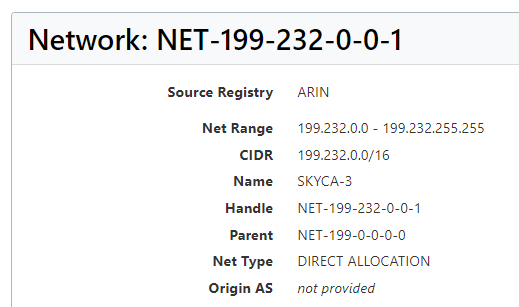 Network: NET-199-232-0-0-1
Source Registry ARIN
Net Range 199.232.0.0 - 199.232.255.255
CIDR 199.232.0.0/16
Name SKYCA-3
Handle NET-199-232-0-0-1
Parent NET-199-0-0-0-0
Net Type DIRECT ALLOCATION
Origin AS not provided